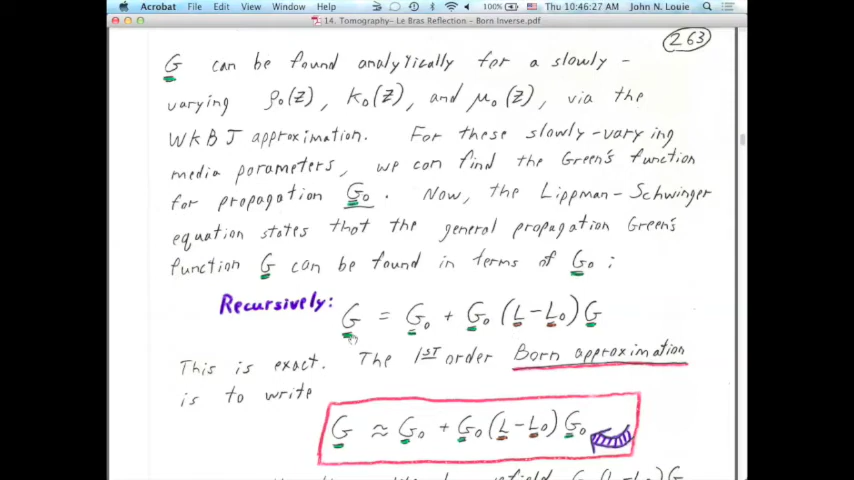 Acrobat File Edit View Window Help 100% Thu 10:46:27 AM John N. Louie
14. Tomography– Le Bras Reflection – Born Inverse.pdf
263
G can be found analytically for a slowly-
varying ρ₀(z), K₀(z), and μ₀(z), via the
WKBJ approximation. For these slowly-varying
media parameters, we can find the Green's function
for propagation G₀. Now, the Lippman-Schwinger
equation states that the general propagation Green's
function G can be found in terms of G₀:
Recursively: G = G₀ + G₀(L-L₀)G
This is exact. The 1ST order Born approximation
is to write
G ≈ G₀ + G₀(L-L₀)G₀